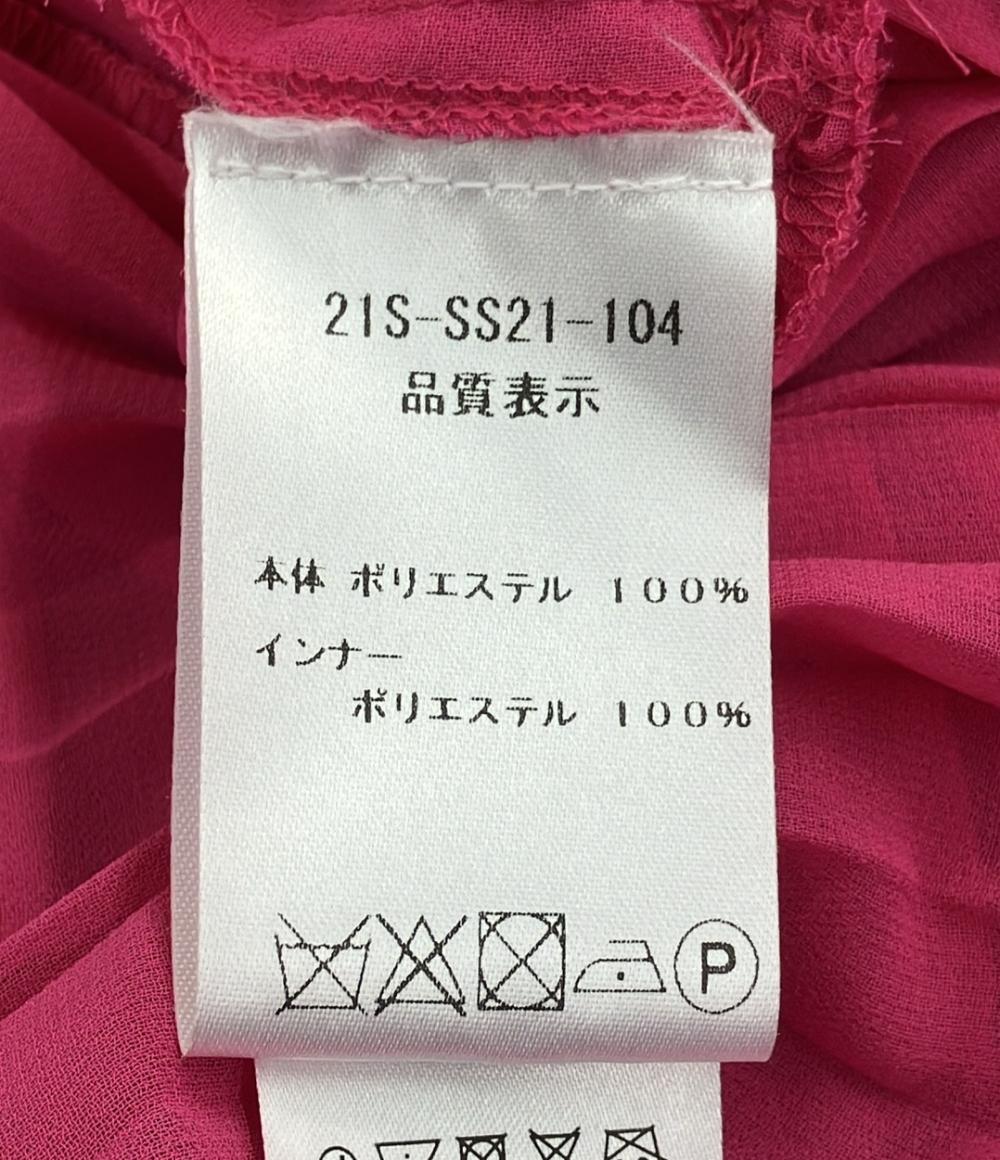 21S-SS21-104
品質表示
本体 ポリエステル 100%
インナー
ポリエステル 100%
P